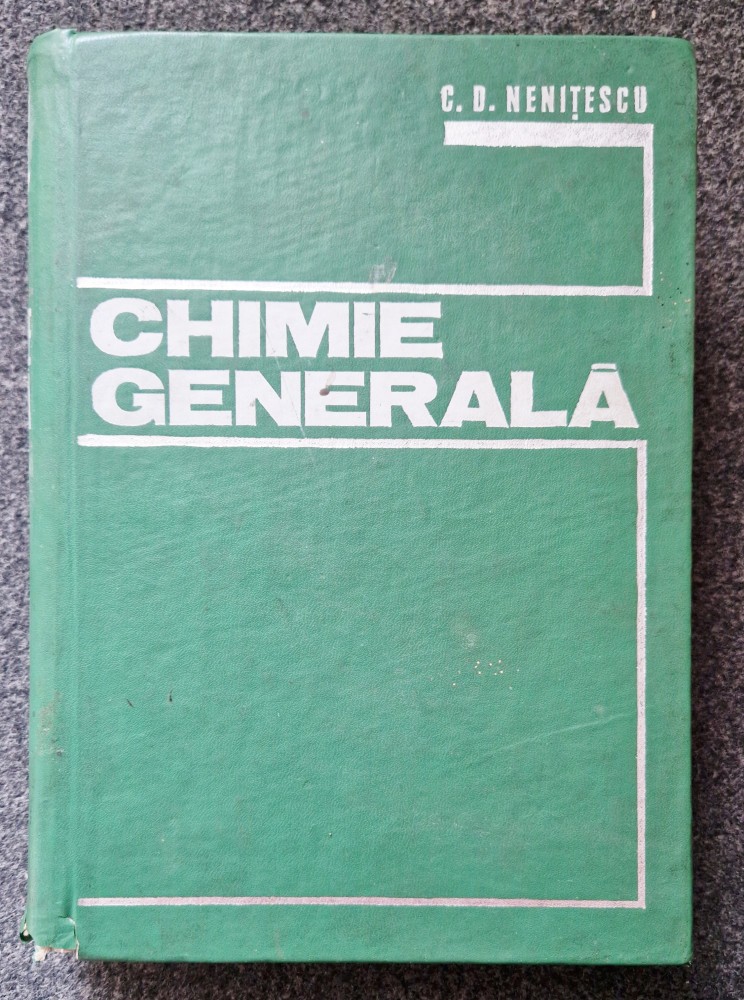 C. D. NENIȚESCU
CHIMIE
GENERALĂ